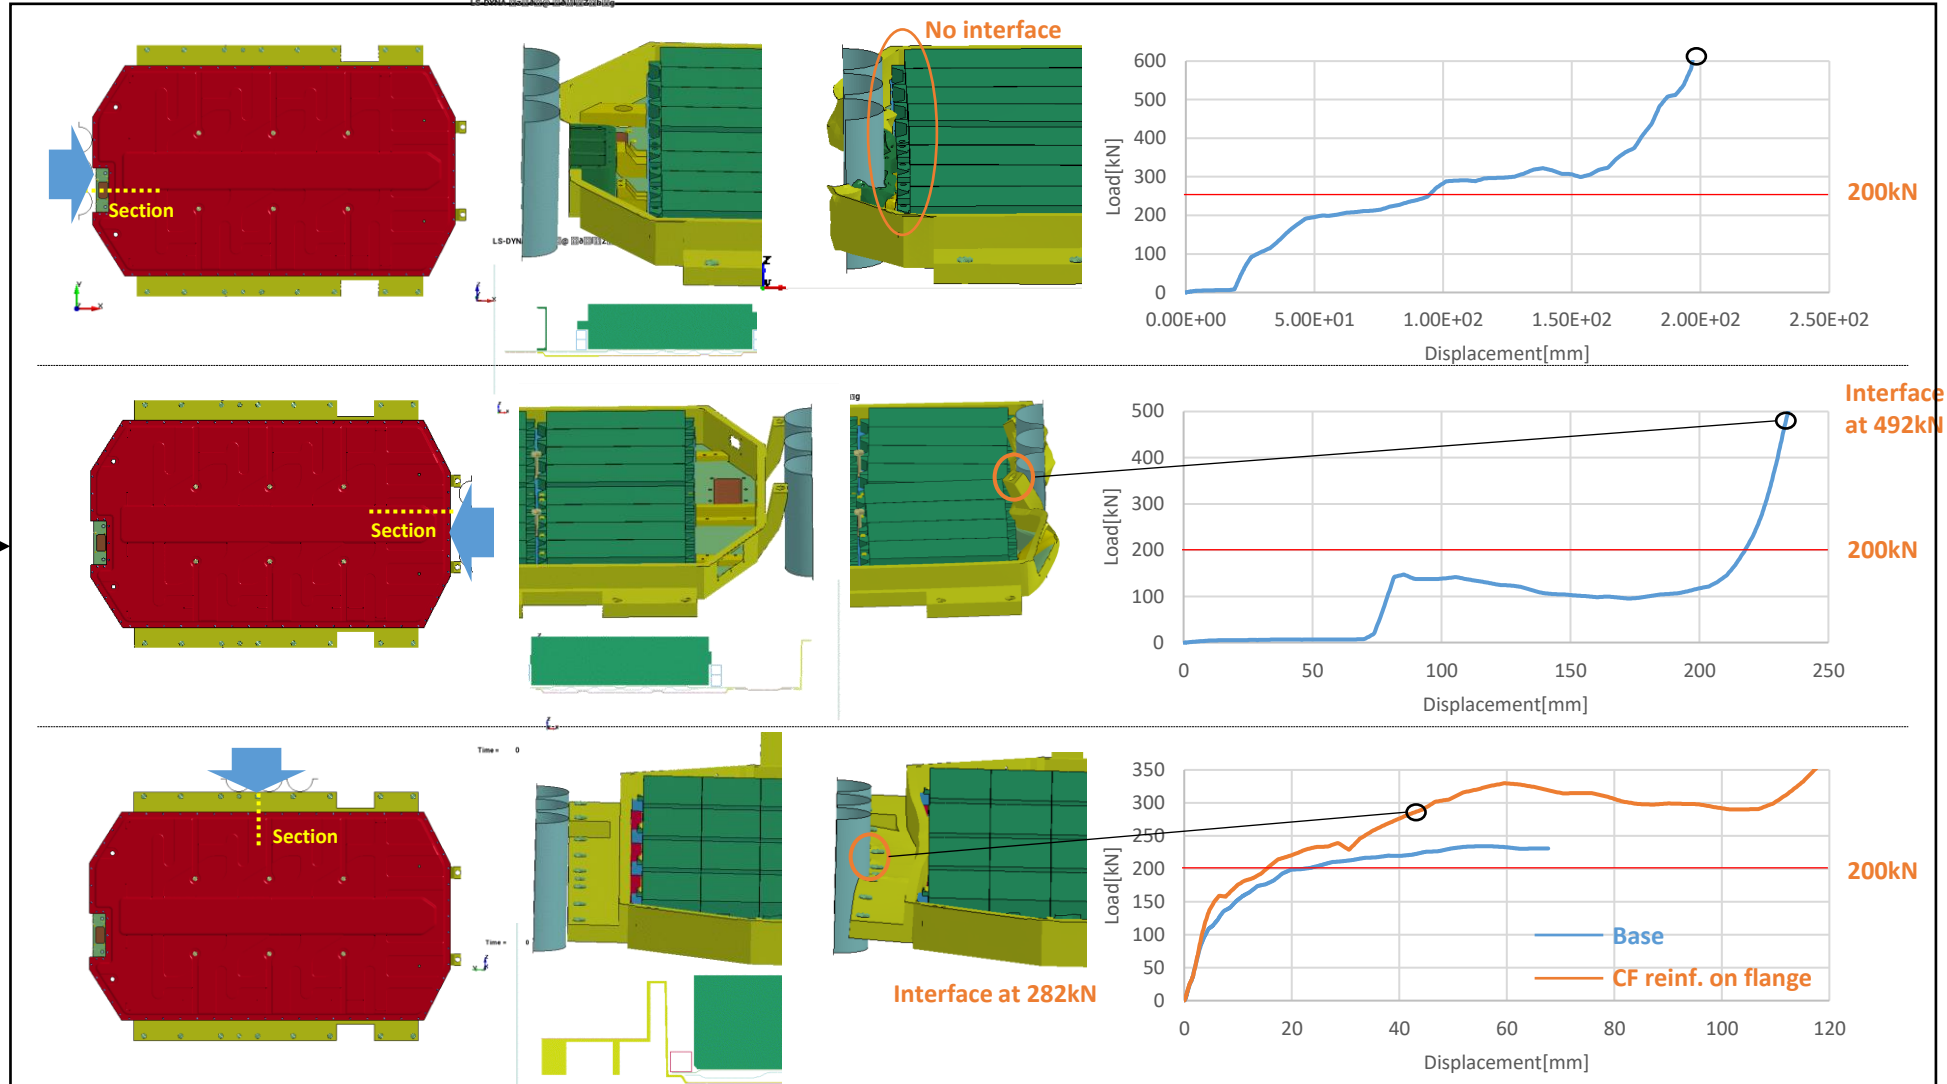 No interface
Section
Load[kN]
600
500
400
300
200
100
0
0.00E+00 5.00E+01 1.00E+02 1.50E+02 2.00E+02 2.50E+02
Displacement[mm]
200kN
Section
Interface
at 492kN
Load[kN]
500
400
300
200
100
0
0 50 100 150 200 250
Displacement[mm]
200kN
Section
Time = 0
Time = 0
Interface at 282kN
Load[kN]
350
300
250
200
150
100
50
0
0 20 40 60 80 100 120
Displacement[mm]
200kN
Base
CF reinf. on flange